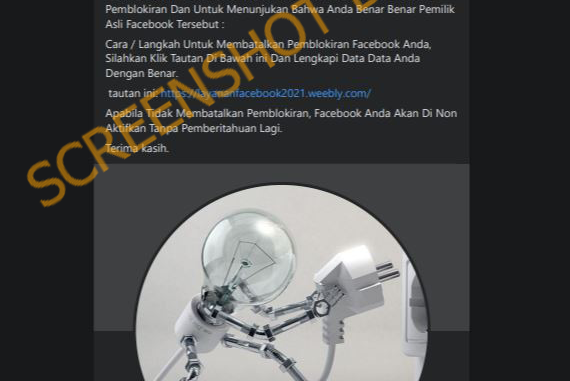 Pemblokiran Dan Untuk Menunjukan Bahwa Anda Benar Benar Pemilik
Asli Facebook Tersebut :
Cara / Langkah Untuk Membatalkan Pemblokiran Facebook Anda,
Silahkan Klik Tautan Di Bawah ini Dan Lengkapi Data Data Anda
Dengan Benar.
tautan ini: https://layananfacebook2021.weebly.com/
Apabila Tidak Membatalkan Pemblokiran, Facebook Anda Akan Di Non
Aktifkan Tanpa Pemberitahuan Lagi.
Terima kasih.
SCREENSHOT